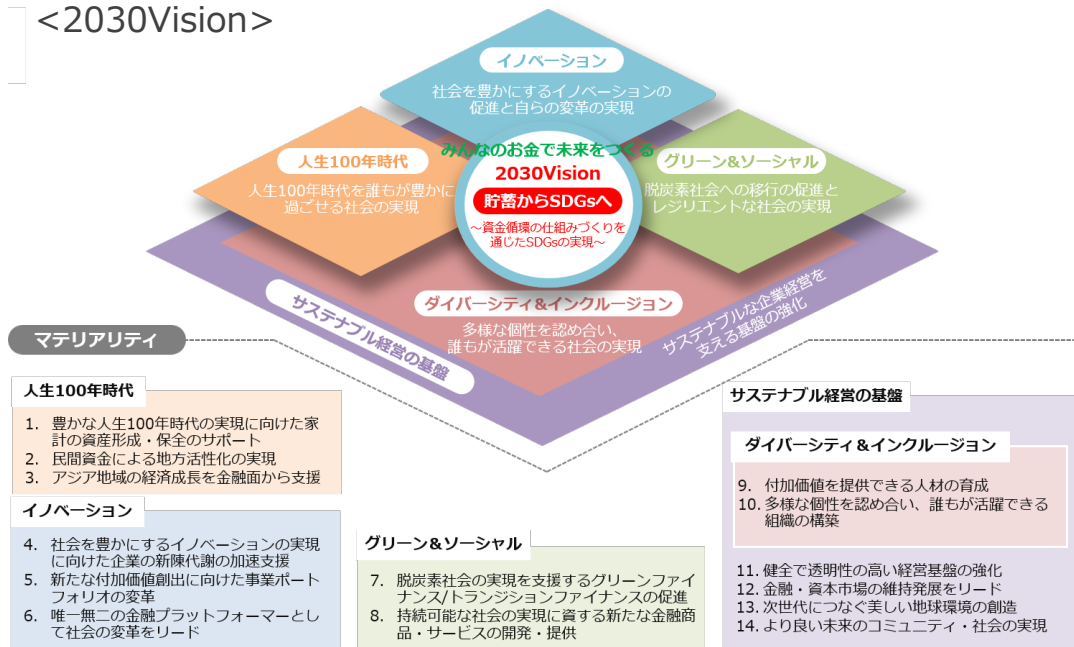 <2030Vision>
イノベーション
社会を豊かにするイノベーションの
促進と自らの変革の実現
人生100年時代
人生100年時代を誰もが豊かに
過ごせる社会の実現
みんなのお金で未来をつくる
2030Vision
貯蓄からSDGsへ
～資金循環の仕組みづくりを
通じたSDGsの実現～
グリーン&ソーシャル
脱炭素社会への移行の促進と
レジリエントな社会の実現
ダイバーシティ&インクルージョン
多様な個性を認め合い、
誰もが活躍できる社会の実現
サステナブル経営の基盤
サステナブルな企業経営を
支える基盤の強化
マテリアリティ
人生100年時代
1. 豊かな人生100年時代の実現に向けた家
計の資産形成・保全のサポート
2. 民間資金による地方活性化の実現
3. アジア地域の経済成長を金融面から支援
イノベーション
4. 社会を豊かにするイノベーションの実現
に向けた企業の新陳代謝の加速支援
5. 新たな付加価値創出に向けた事業ポート
フォリオの変革
6. 唯一無二の金融プラットフォーマーとし
て社会の変革をリード
グリーン&ソーシャル
7. 脱炭素社会の実現を支援するグリーンファイ
ナンス/トランジションファイナンスの促進
8. 持続可能な社会の実現に資する新たな金融商
品・サービスの開発・提供
サステナブル経営の基盤
ダイバーシティ&インクルージョン
9. 付加価値を提供できる人材の育成
10. 多様な個性を認め合い、誰もが活躍できる
組織の構築
11. 健全で透明性の高い経営基盤の強化
12. 金融・資本市場の維持発展をリード
13. 次世代につなぐ美しい地球環境の創造
14. より良い未来のコミュニティ・社会の実現